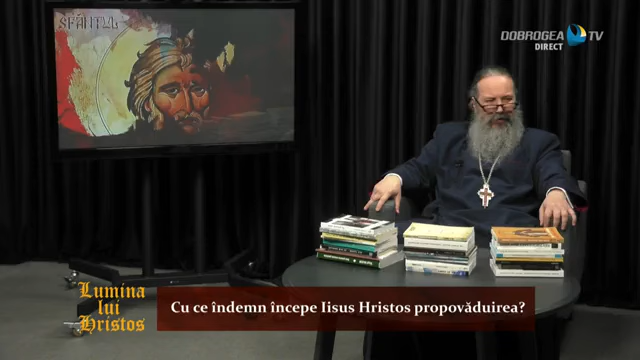 SFÂNTUL
DOBROGEA TV
DIRECT
Lumina
lui
Hristos
Cu ce îndemn începe Iisus Hristos propovăduirea?